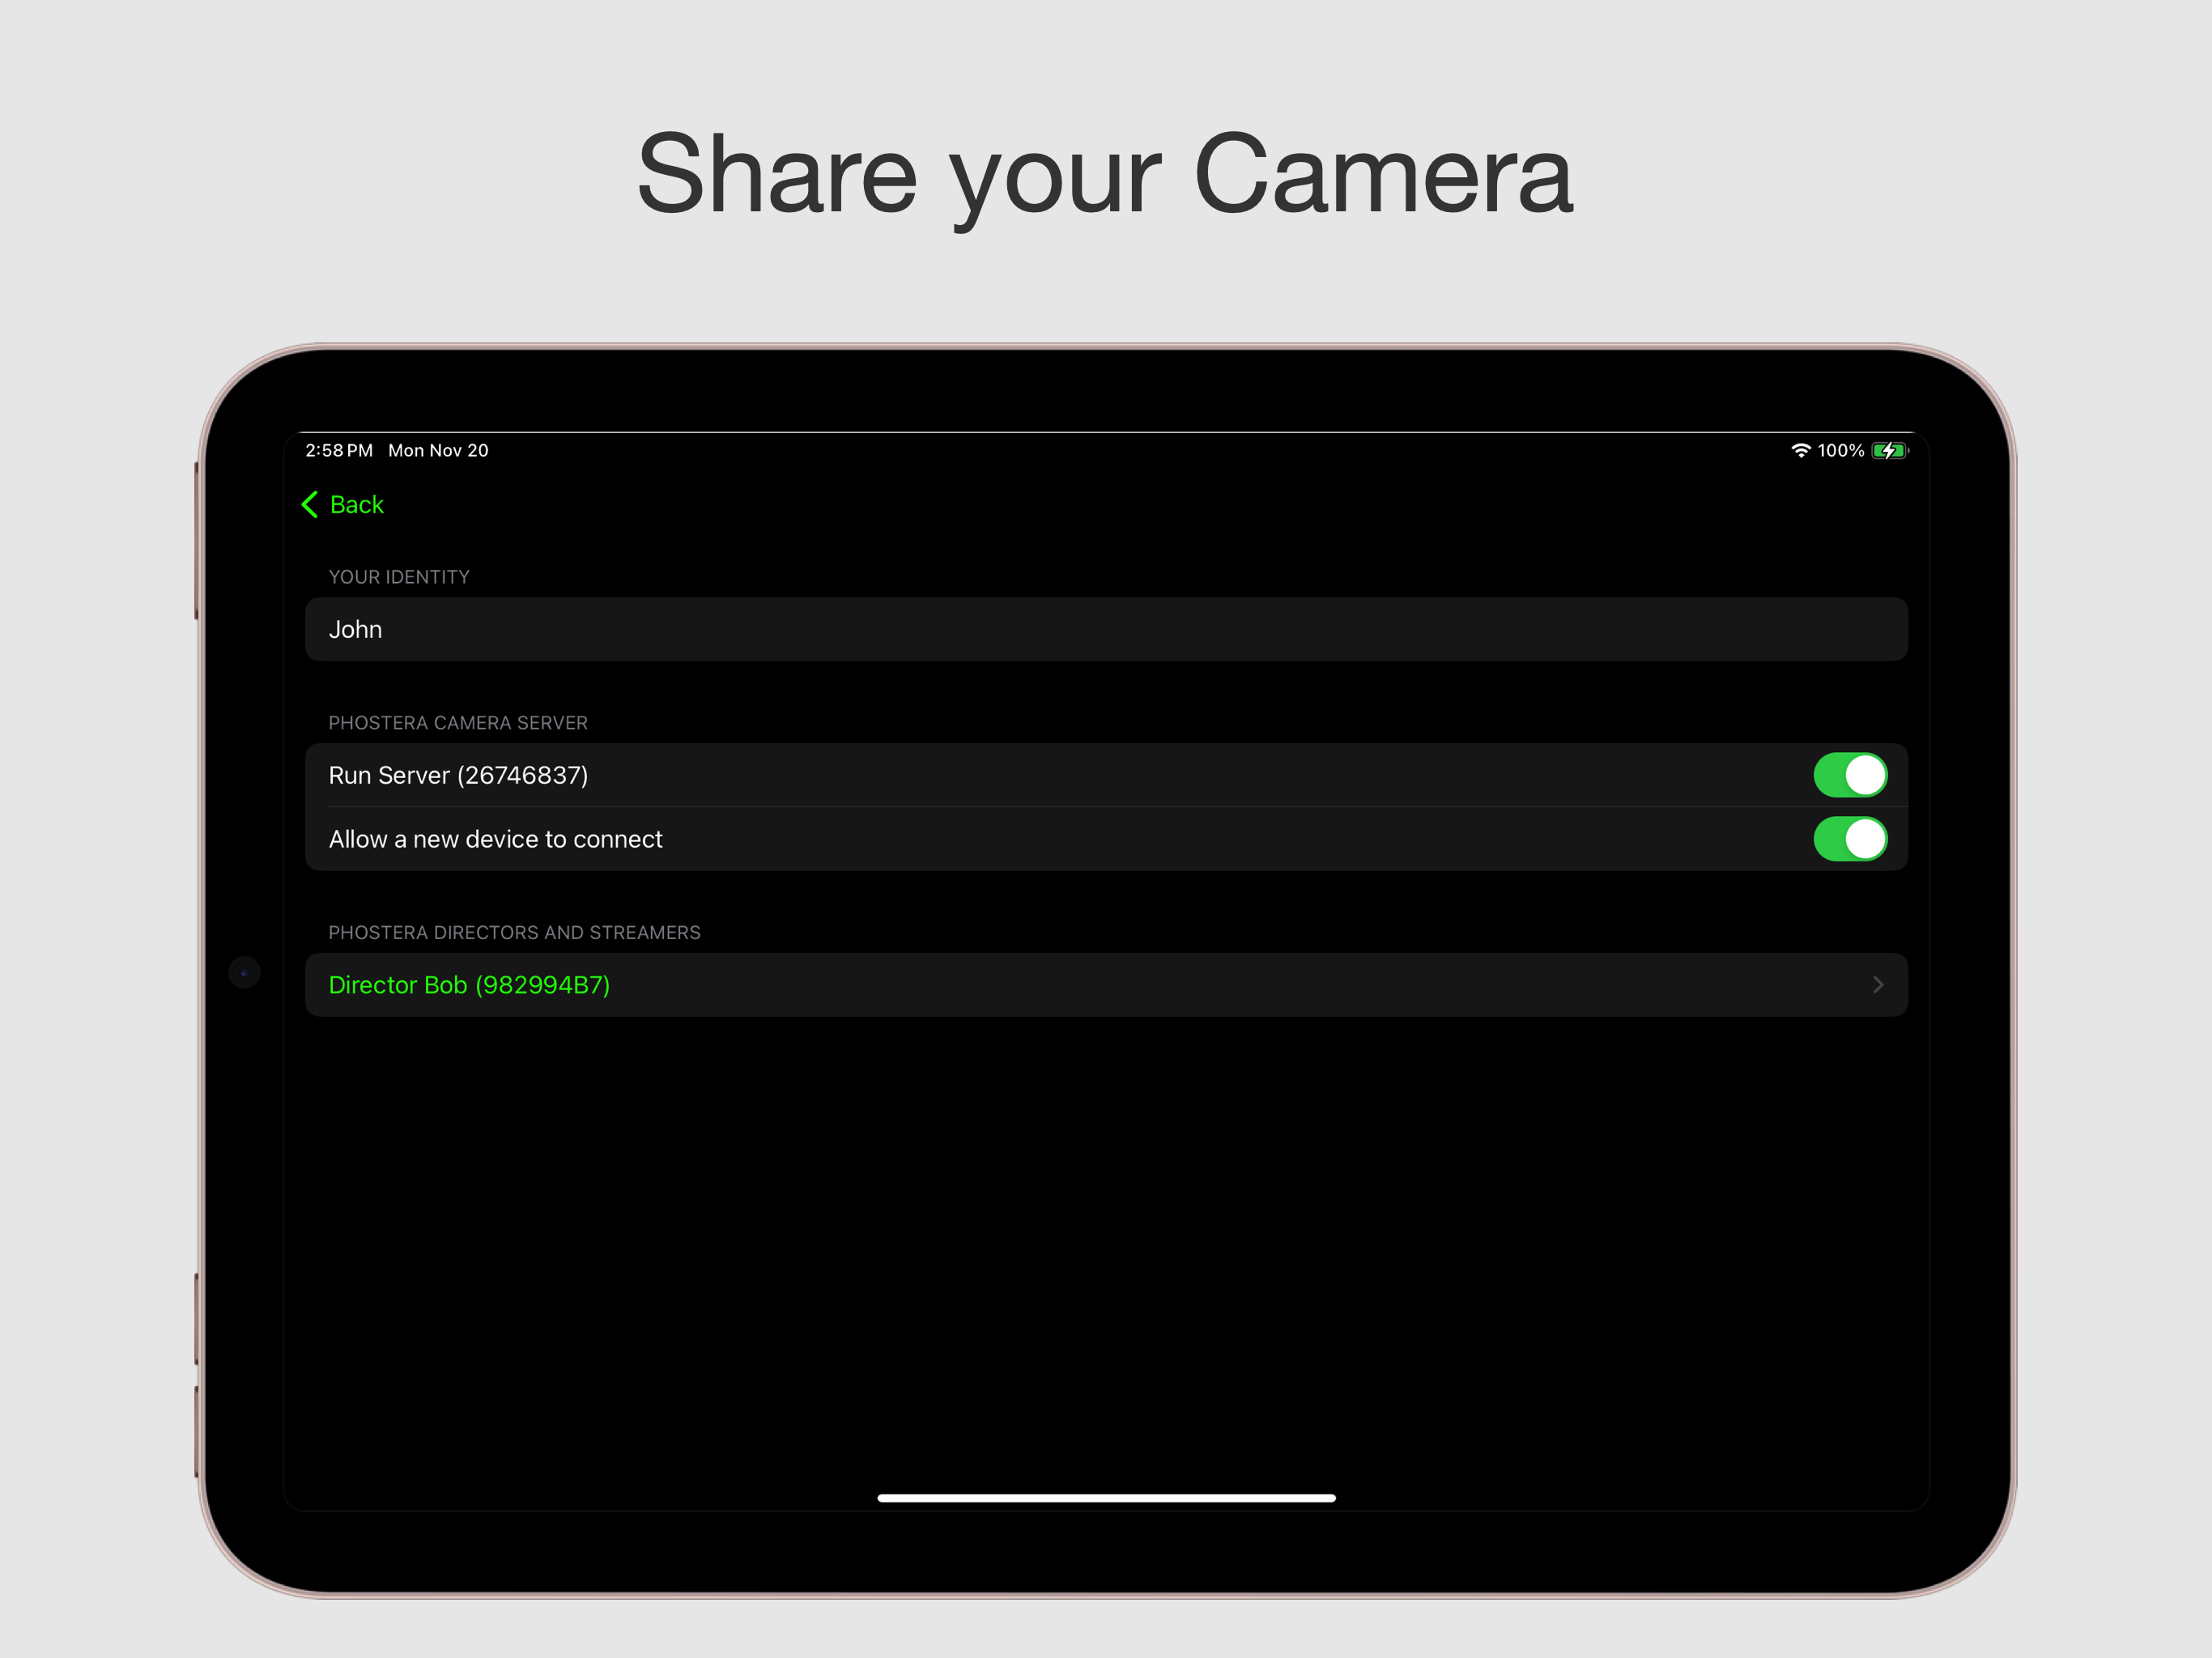 Share your Camera
2:58 PM Mon Nov 20
100%
Back
YOUR IDENTITY
John
PHOSTERA CAMERA SERVER
Run Server (26746837)
Allow a new device to connect
PHOSTERA DIRECTORS AND STREAMERS
Director Bob (982994B7)